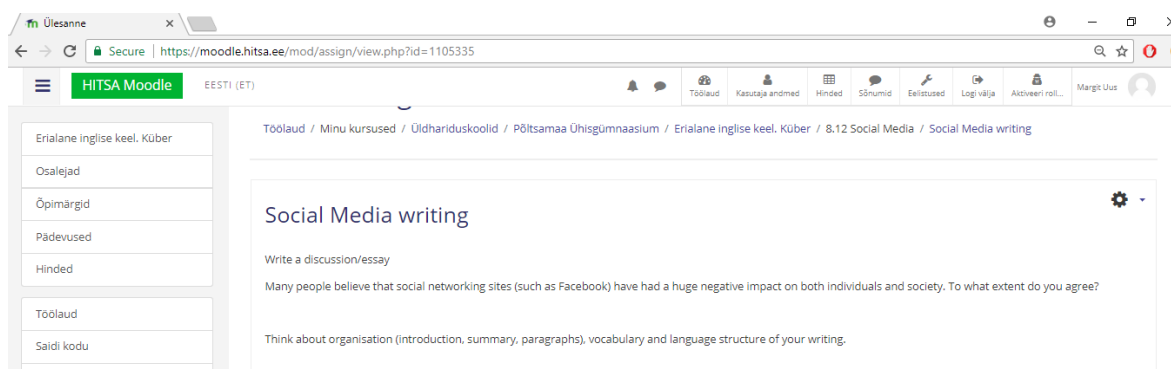 Ülesanne
Secure | https://moodle.hitsa.ee/mod/assign/view.php?id=1105335
HITSA Moodle
EESTI (ET)
Töölaud
Kasutaja andmed
Hinded
Sõnumid
Eelistused
Logi välja
Aktiveeri roll...
Margit Uus
Töölaud / Minu kursused / Üldhariduskoolid / Põltsamaa Ühisgümnaasium / Erialane inglise keel. Küber / 8.12 Social Media / Social Media writing
Erialane inglise keel. Küber
Osalejad
Õpimärgid
Pädevused
Hinded
Töölaud
Saidi kodu
Social Media writing
Write a discussion/essay
Many people believe that social networking sites (such as Facebook) have had a huge negative impact on both individuals and society. To what extent do you agree?
Think about organisation (introduction, summary, paragraphs), vocabulary and language structure of your writing.